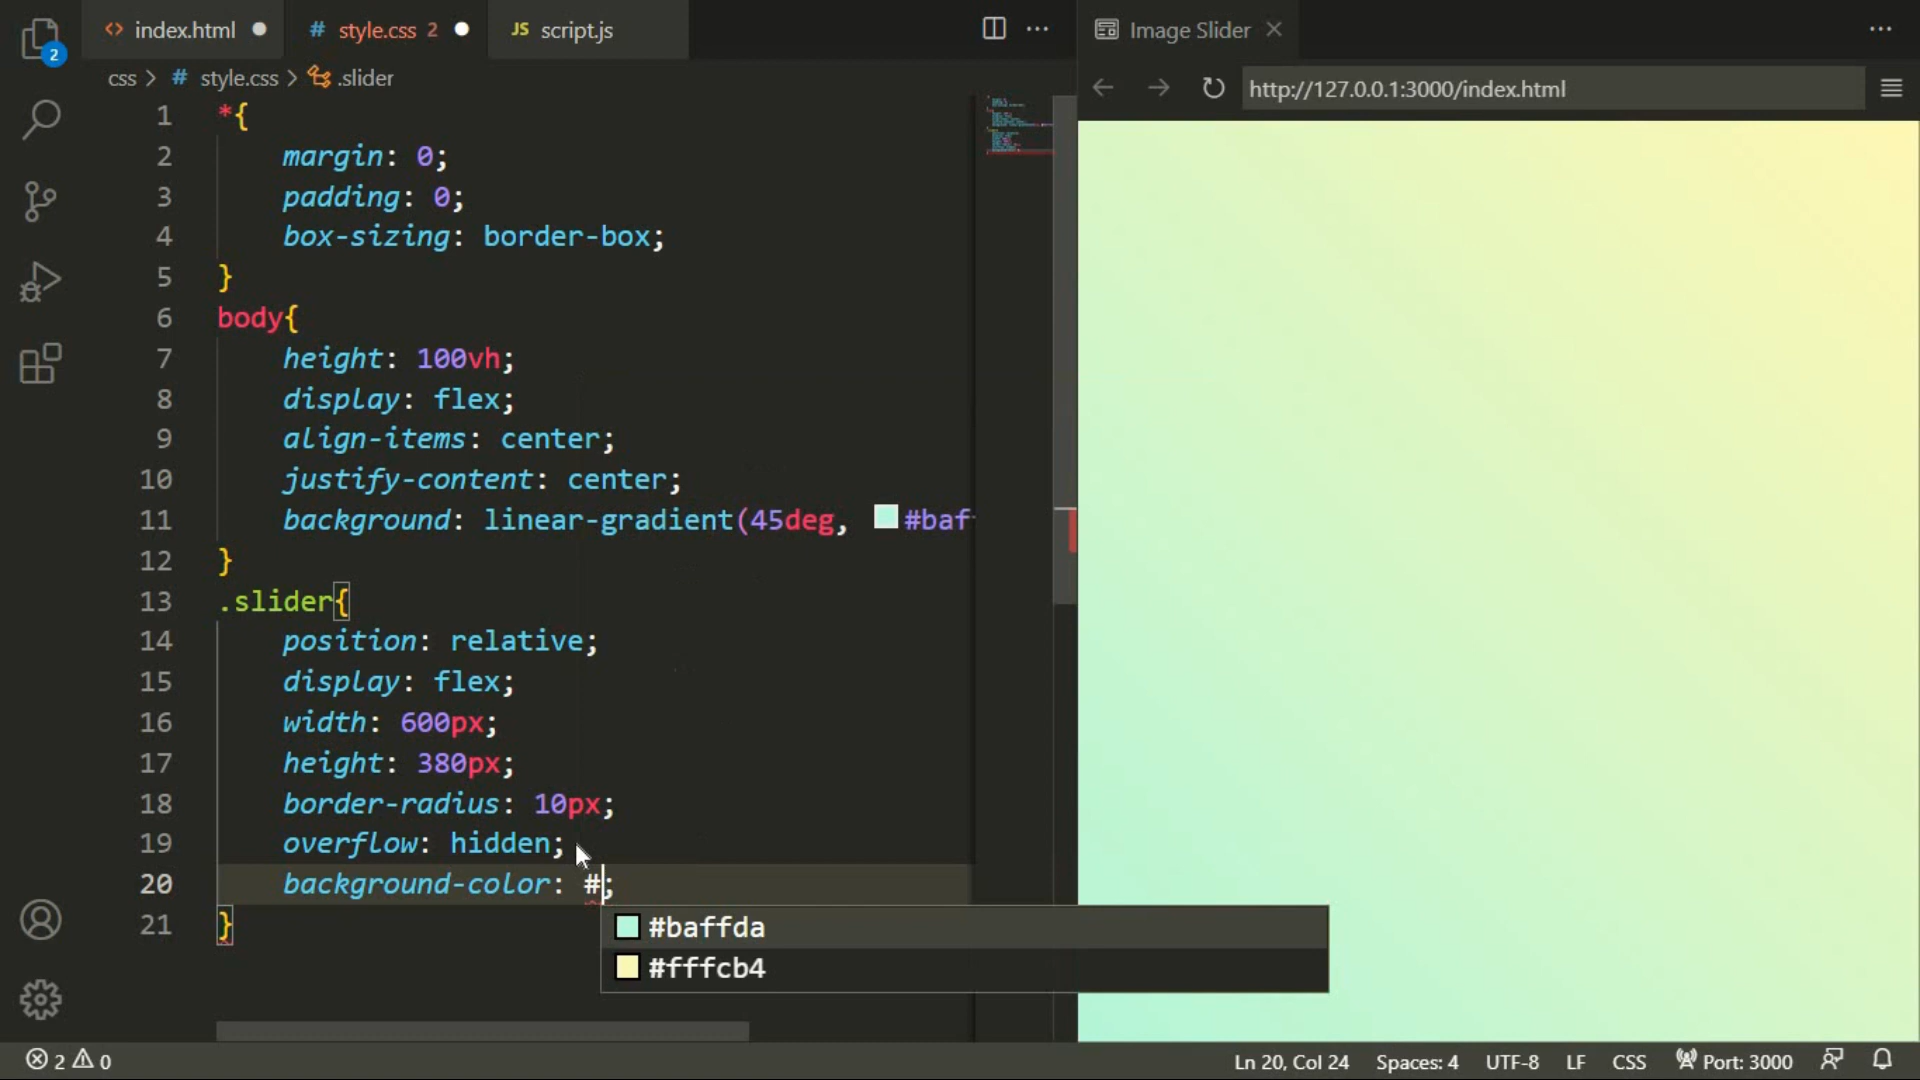 index.html
# style.css 2
JS script.js
Image Slider
css > # style.css > .slider
http://127.0.0.1:3000/index.html
2
1 *{
2 margin: 0;
3 padding: 0;
4 box-sizing: border-box;
5 }
6 body{
7 height: 100vh;
8 display: flex;
9 align-items: center;
10 justify-content: center;
11 background: linear-gradient(45deg, #baf
12 }
13 .slider{
14 position: relative;
15 display: flex;
16 width: 600px;
17 height: 380px;
18 border-radius: 10px;
19 overflow: hidden;
20 background-color: #;
21 }
#baffda
#fffcb4
2 0 Ln 20, Col 24 Spaces: 4 UTF-8 LF CSS Port: 3000